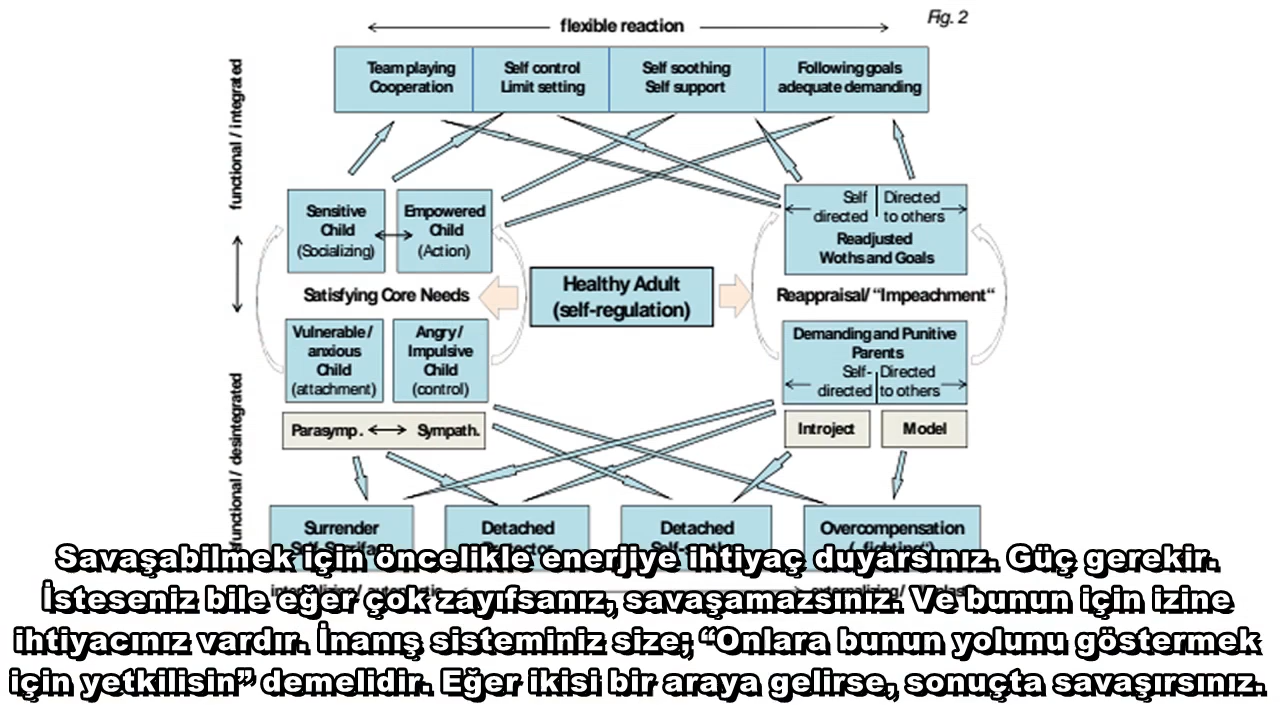 Fig. 2
flexible reaction
functional / integrated
Team playing
Cooperation
Self control
Limit setting
Self soothing
Self support
Following goals
adequate demanding
Sensitive
Child
(Socializing)
Empowered
Child
(Action)
Self directed
Directed to others
Readjusted
Woths and Goals
Healthy Adult
(self-regulation)
Satisfying Core Needs
Reappraisal/ “Impeachment“
Vulnerable /
anxious
Child
(attachment)
Angry /
Impulsive
Child
(control)
Demanding and Punitive
Parents
Self-directed
Directed to others
Parasymp.
Sympath.
Introject
Model
/ desintegrated
Surrender
Detached
Detached
Overcompensation
Savaşabilmek için öncelikle enerjiye ihtiyaç duyarsınız. Güç gerekir.
İsteseniz bile eğer çok zayıfsanız, savaşamazsınız. Ve bunun için izine
ihtiyacınız vardır. İnanış sisteminiz size; “Onlara bunun yolunu göstermek
için yetkilisin” demelidir. Eğer ikisi bir araya gelirse, sonuçta savaşırsınız.